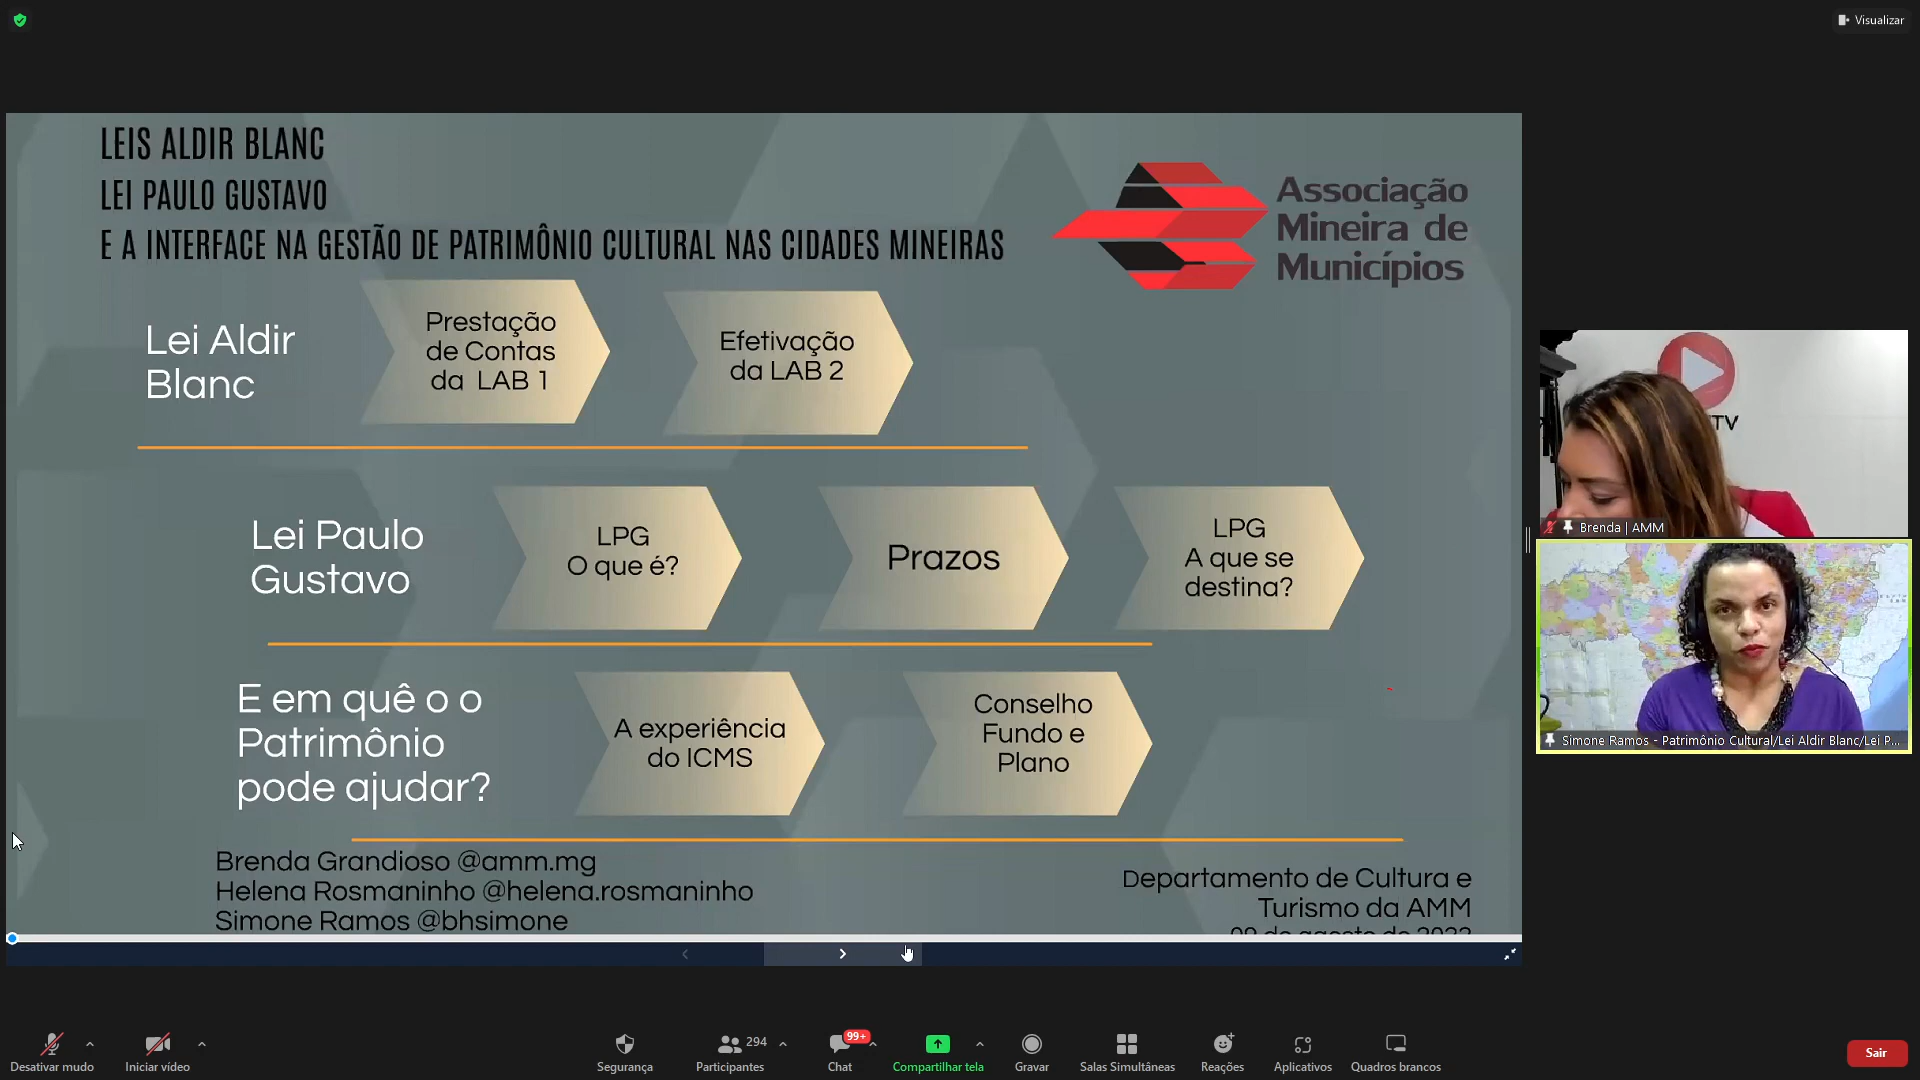 Visualizar
LEIS ALDIR BLANC
LEI PAULO GUSTAVO
E A INTERFACE NA GESTÃO DE PATRIMÔNIO CULTURAL NAS CIDADES MINEIRAS
Associação
Mineira de
Municípios
Lei Aldir
Blanc
Prestação
de Contas
da LAB 1
Efetivação
da LAB 2
Lei Paulo
Gustavo
LPG
O que é?
Prazos
LPG
A que se
destina?
E em quê o o
Patrimônio
pode ajudar?
A experiência
do ICMS
Conselho
Fundo e
Plano
Brenda Grandioso @amm.mg
Helena Rosmaninho @helena.rosmaninho
Simone Ramos @bhsimone
Departamento de Cultura e
Turismo da AMM
TV
Brenda | AMM
Simone Ramos - Patrimônio Cultural/Lei Aldir Blanc/Lei P...
Desativar mudo
Iniciar vídeo
Segurança
294
Participantes
99+
Chat
Compartilhar tela
Gravar
Salas Simultâneas
Reações
Aplicativos
Quadros brancos
Sair